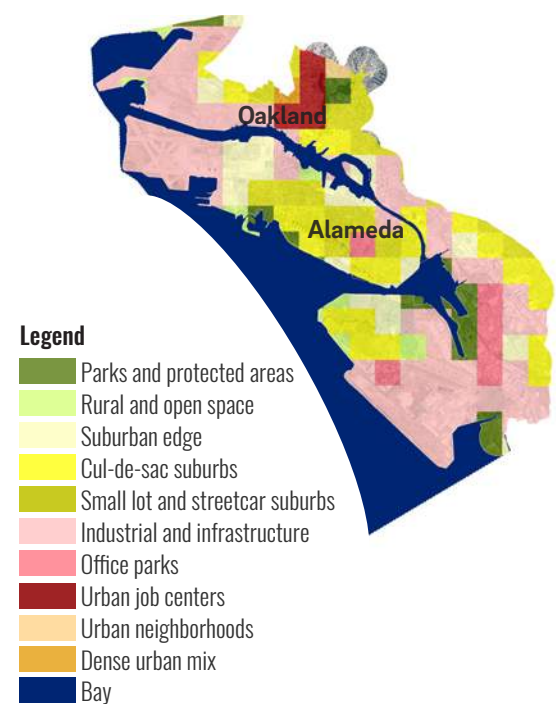 Oakland
Alameda
Legend
Parks and protected areas
Rural and open space
Suburban edge
Cul-de-sac suburbs
Small lot and streetcar suburbs
Industrial and infrastructure
Office parks
Urban job centers
Urban neighborhoods
Dense urban mix
Bay